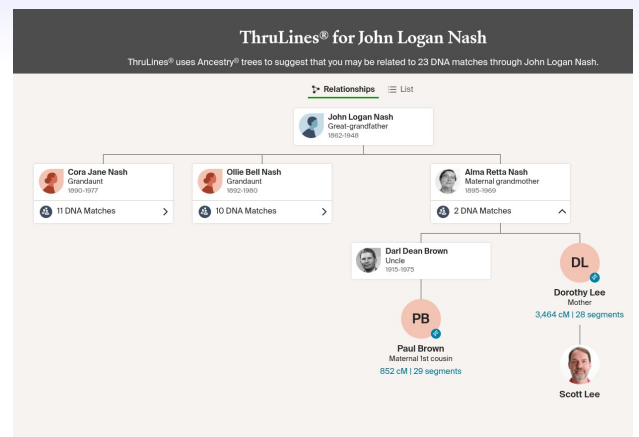 ThruLines® for John Logan Nash
ThruLines® uses Ancestry® trees to suggest that you may be related to 23 DNA matches through John Logan Nash.
Relationships List
John Logan Nash
Great-grandfather
1862-1948
Cora Jane Nash
Grandaunt
1890-1977
11 DNA Matches
Ollie Bell Nash
Grandaunt
1892-1980
10 DNA Matches
Alma Retta Nash
Maternal grandmother
1895-1969
2 DNA Matches
Darl Dean Brown
Uncle
1915-1975
PB
Paul Brown
Maternal 1st cousin
852 cM | 29 segments
DL
Dorothy Lee
Mother
3,464 cM | 28 segments
Scott Lee